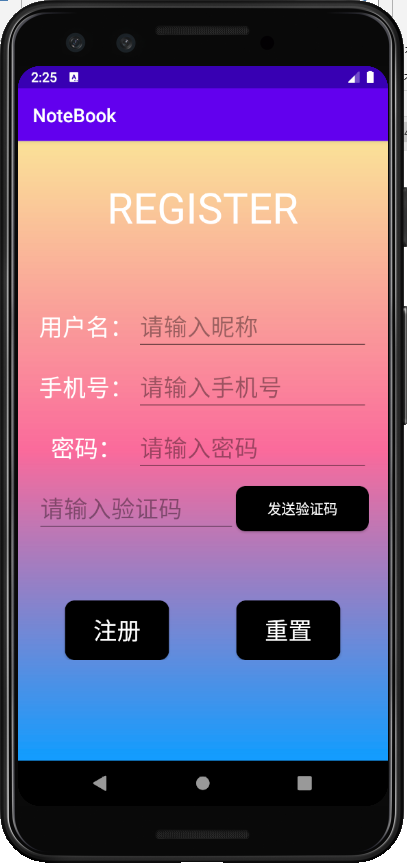 2:25
NoteBook
REGISTER
用户名： 请输入昵称
手机号： 请输入手机号
密码： 请输入密码
请输入验证码 发送验证码
注册 重置